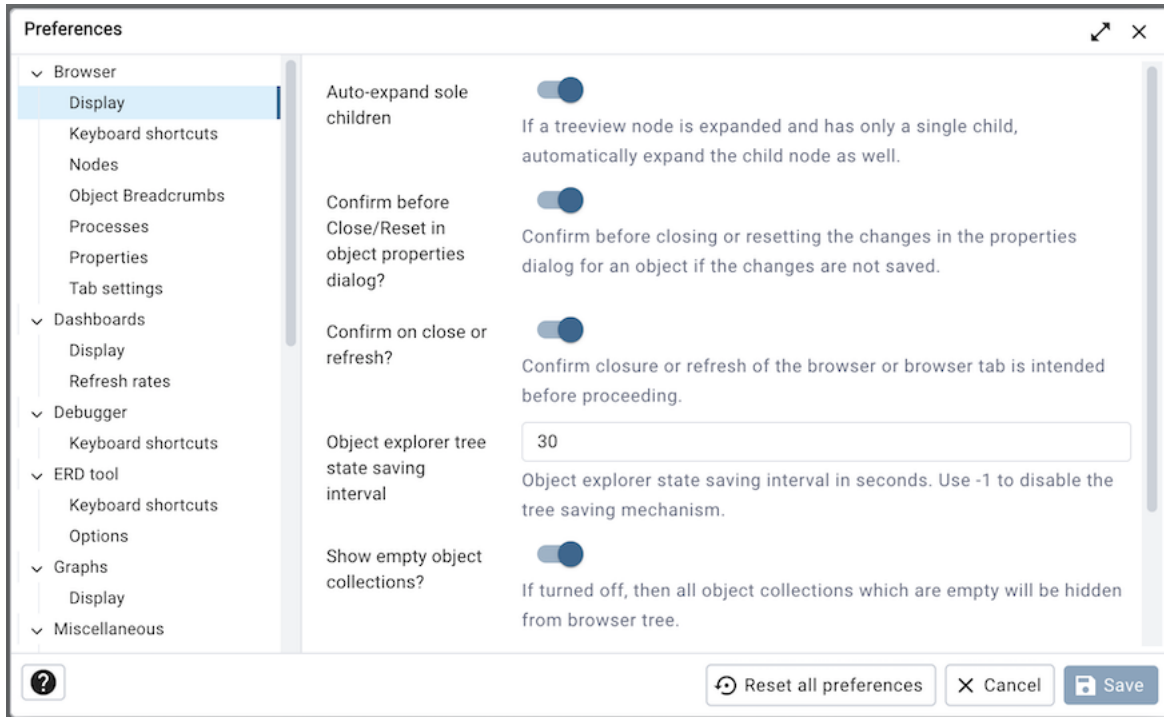 Preferences
Browser
Display
Keyboard shortcuts
Nodes
Object Breadcrumbs
Processes
Properties
Tab settings
Dashboards
Display
Refresh rates
Debugger
Keyboard shortcuts
ERD tool
Keyboard shortcuts
Options
Graphs
Display
Miscellaneous
Auto-expand sole
children
If a treeview node is expanded and has only a single child,
automatically expand the child node as well.
Confirm before
Close/Reset in
object properties
dialog?
Confirm before closing or resetting the changes in the properties
dialog for an object if the changes are not saved.
Confirm on close or
refresh?
Confirm closure or refresh of the browser or browser tab is intended
before proceeding.
Object explorer tree
state saving
interval
30
Object explorer state saving interval in seconds. Use -1 to disable the
tree saving mechanism.
Show empty object
collections?
If turned off, then all object collections which are empty will be hidden
from browser tree.
?
Reset all preferences
Cancel
Save